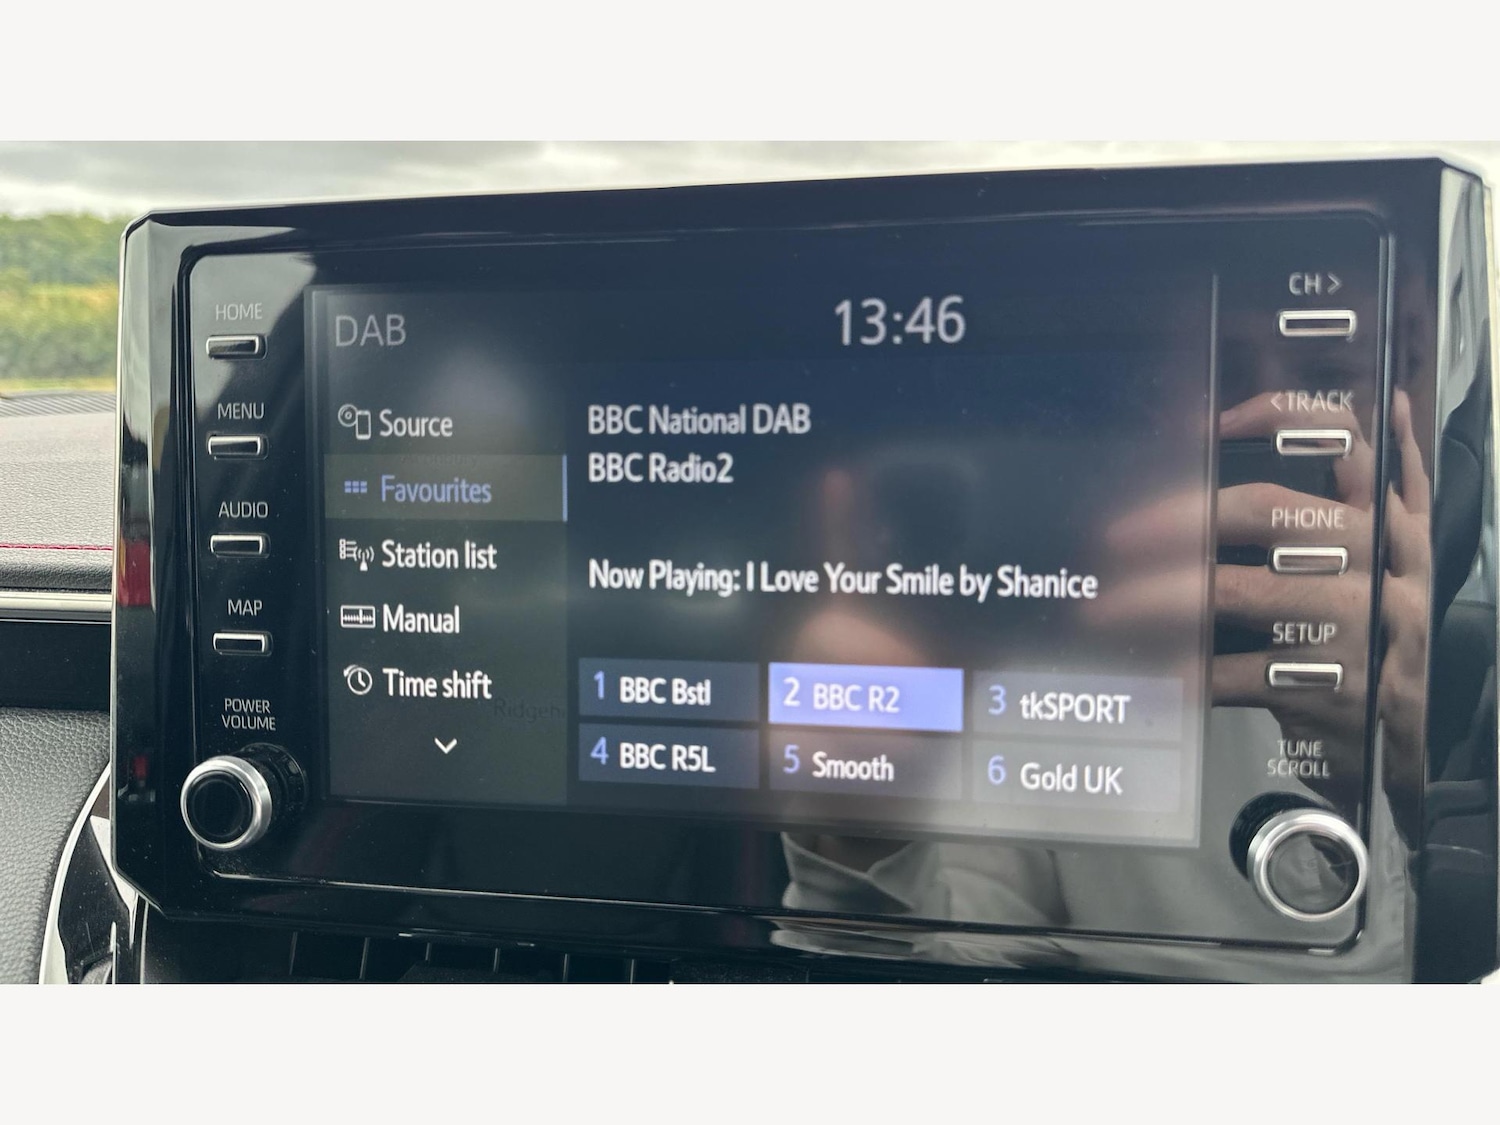 HOME
MENU
AUDIO
MAP
POWER
VOLUME
DAB
13:46
Source
Favourites
Station list
Manual
Time shift
BBC National DAB
BBC Radio2
Now Playing: I Love Your Smile by Shanice
1 BBC Bstl
2 BBC R2
3 tkSPORT
4 BBC R5L
5 Smooth
6 Gold UK
CH >
< TRACK
PHONE
SETUP
TUNE
SCROLL